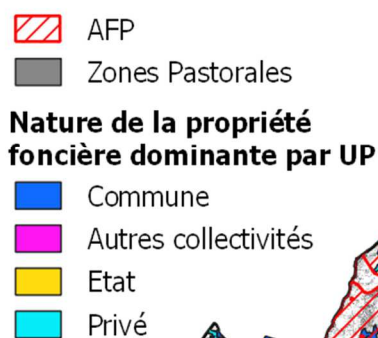 AFP
Zones Pastorales
Nature de la propriété
foncière dominante par UP
Commune
Autres collectivités
Etat
Privé